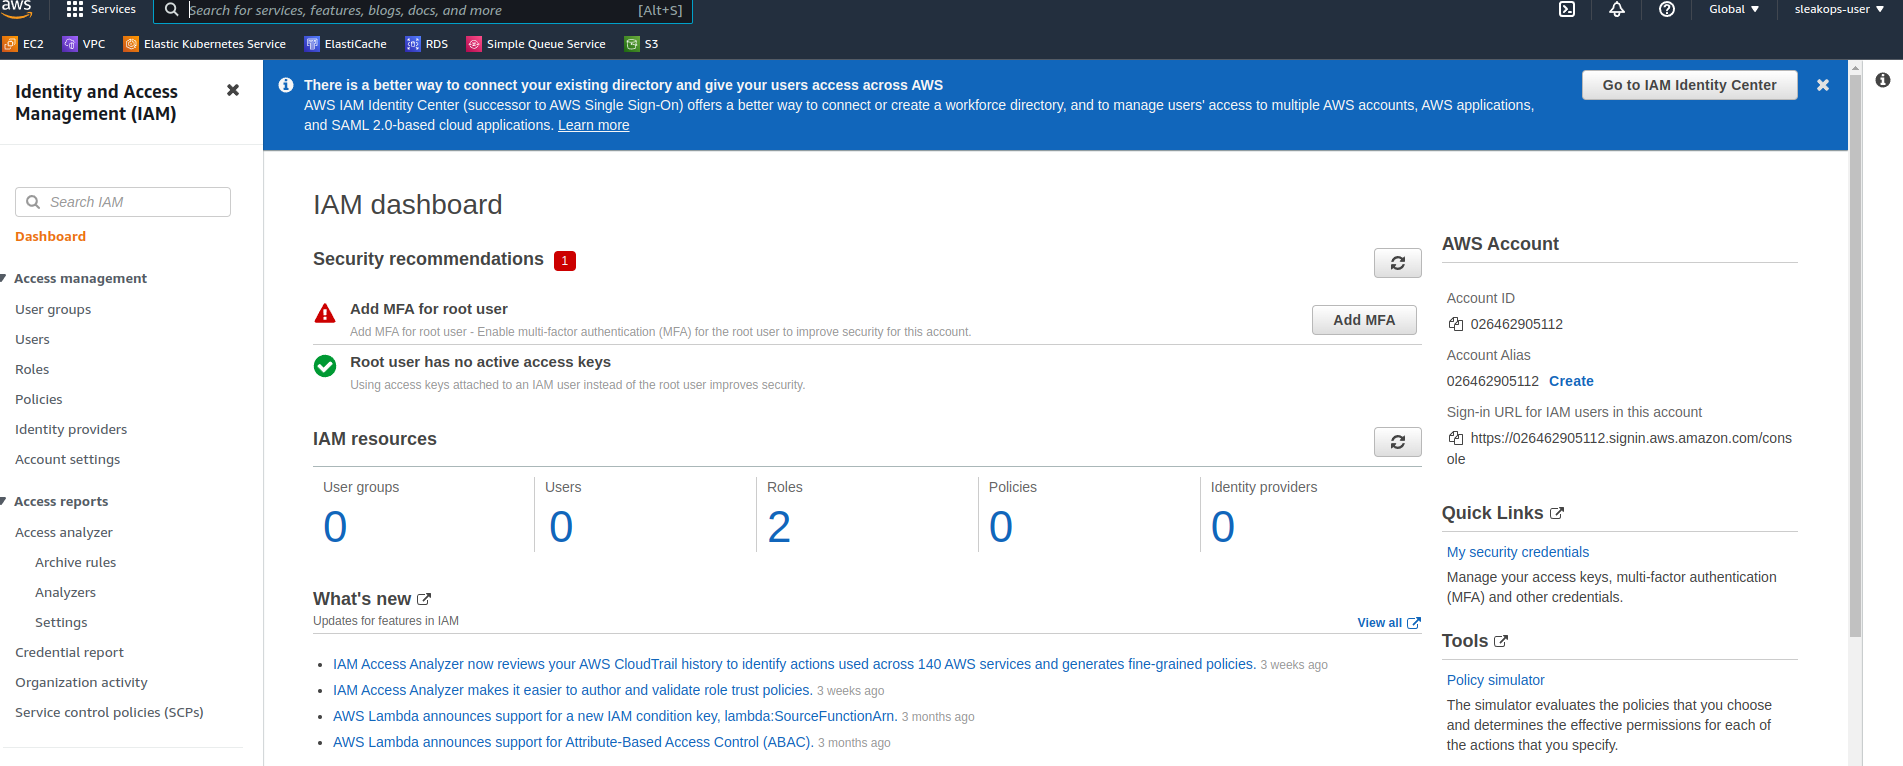 aws
Services
Search for services, features, blogs, docs, and more
[Alt+S]
Global
sleakops-user
EC2
VPC
Elastic Kubernetes Service
ElastiCache
RDS
Simple Queue Service
S3
Identity and Access
Management (IAM)
Search IAM
Dashboard
Access management
User groups
Users
Roles
Policies
Identity providers
Account settings
Access reports
Access analyzer
Archive rules
Analyzers
Settings
Credential report
Organization activity
Service control policies (SCPs)
There is a better way to connect your existing directory and give your users access across AWS
AWS IAM Identity Center (successor to AWS Single Sign-On) offers a better way to connect or create a workforce directory, and to manage users' access to multiple AWS accounts, AWS applications,
and SAML 2.0-based cloud applications. Learn more
Go to IAM Identity Center
IAM dashboard
Security recommendations 1
Add MFA for root user
Add MFA for root user - Enable multi-factor authentication (MFA) for the root user to improve security for this account.
Add MFA
Root user has no active access keys
Using access keys attached to an IAM user instead of the root user improves security.
IAM resources
User groups
0
Users
0
Roles
2
Policies
0
Identity providers
0
What's new
Updates for features in IAM
View all
IAM Access Analyzer now reviews your AWS CloudTrail history to identify actions used across 140 AWS services and generates fine-grained policies. 3 weeks ago
IAM Access Analyzer makes it easier to author and validate role trust policies. 3 weeks ago
AWS Lambda announces support for a new IAM condition key, lambda:SourceFunctionArn. 3 months ago
AWS Lambda announces support for Attribute-Based Access Control (ABAC). 3 months ago
AWS Account
Account ID
026462905112
Account Alias
026462905112 Create
Sign-in URL for IAM users in this account
https://026462905112.signin.aws.amazon.com/cons
ole
Quick Links
My security credentials
Manage your access keys, multi-factor authentication
(MFA) and other credentials.
Tools
Policy simulator
The simulator evaluates the policies that you choose
and determines the effective permissions for each of
the actions that you specify.